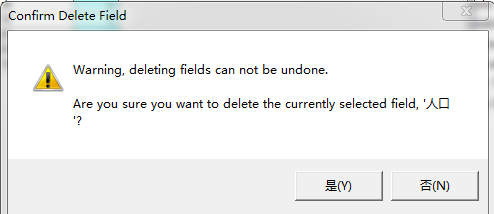 Confirm Delete Field
Warning, deleting fields can not be undone.
Are you sure you want to delete the currently selected field, '人口
'?
是(Y)
否(N)